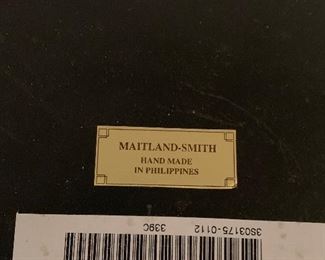 MAITLAND-SMITH
HAND MADE
IN PHILIPPINES
3S03175-0112
339C